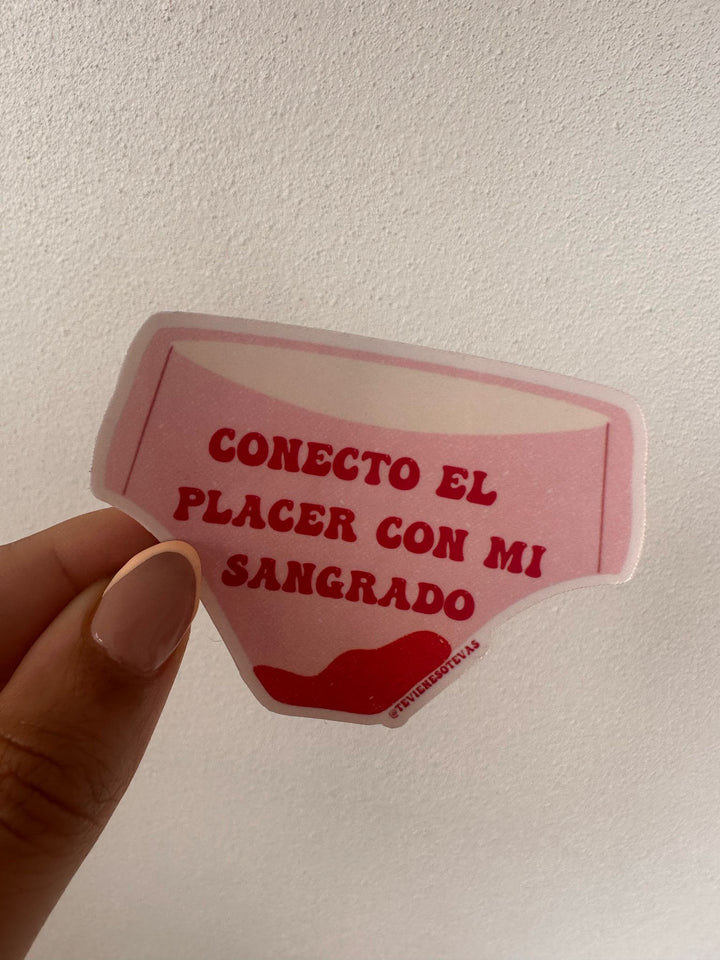 CONECTO EL
PLACER CON MI
SANGRADO
@TEVIENESOTEVAS